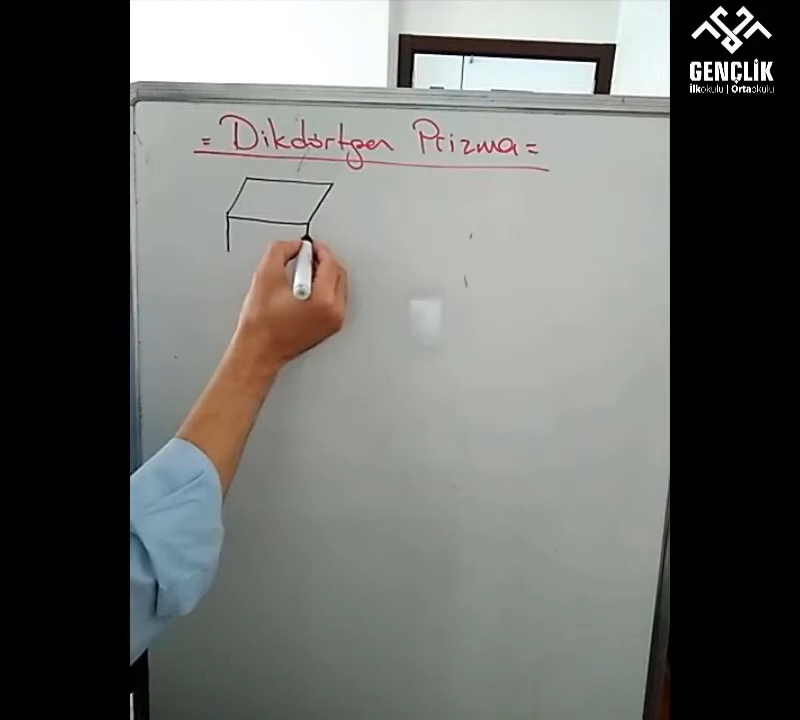 GENÇLİK
İlkokulu | Ortaokulu
= Dikdörtgen Prizma =